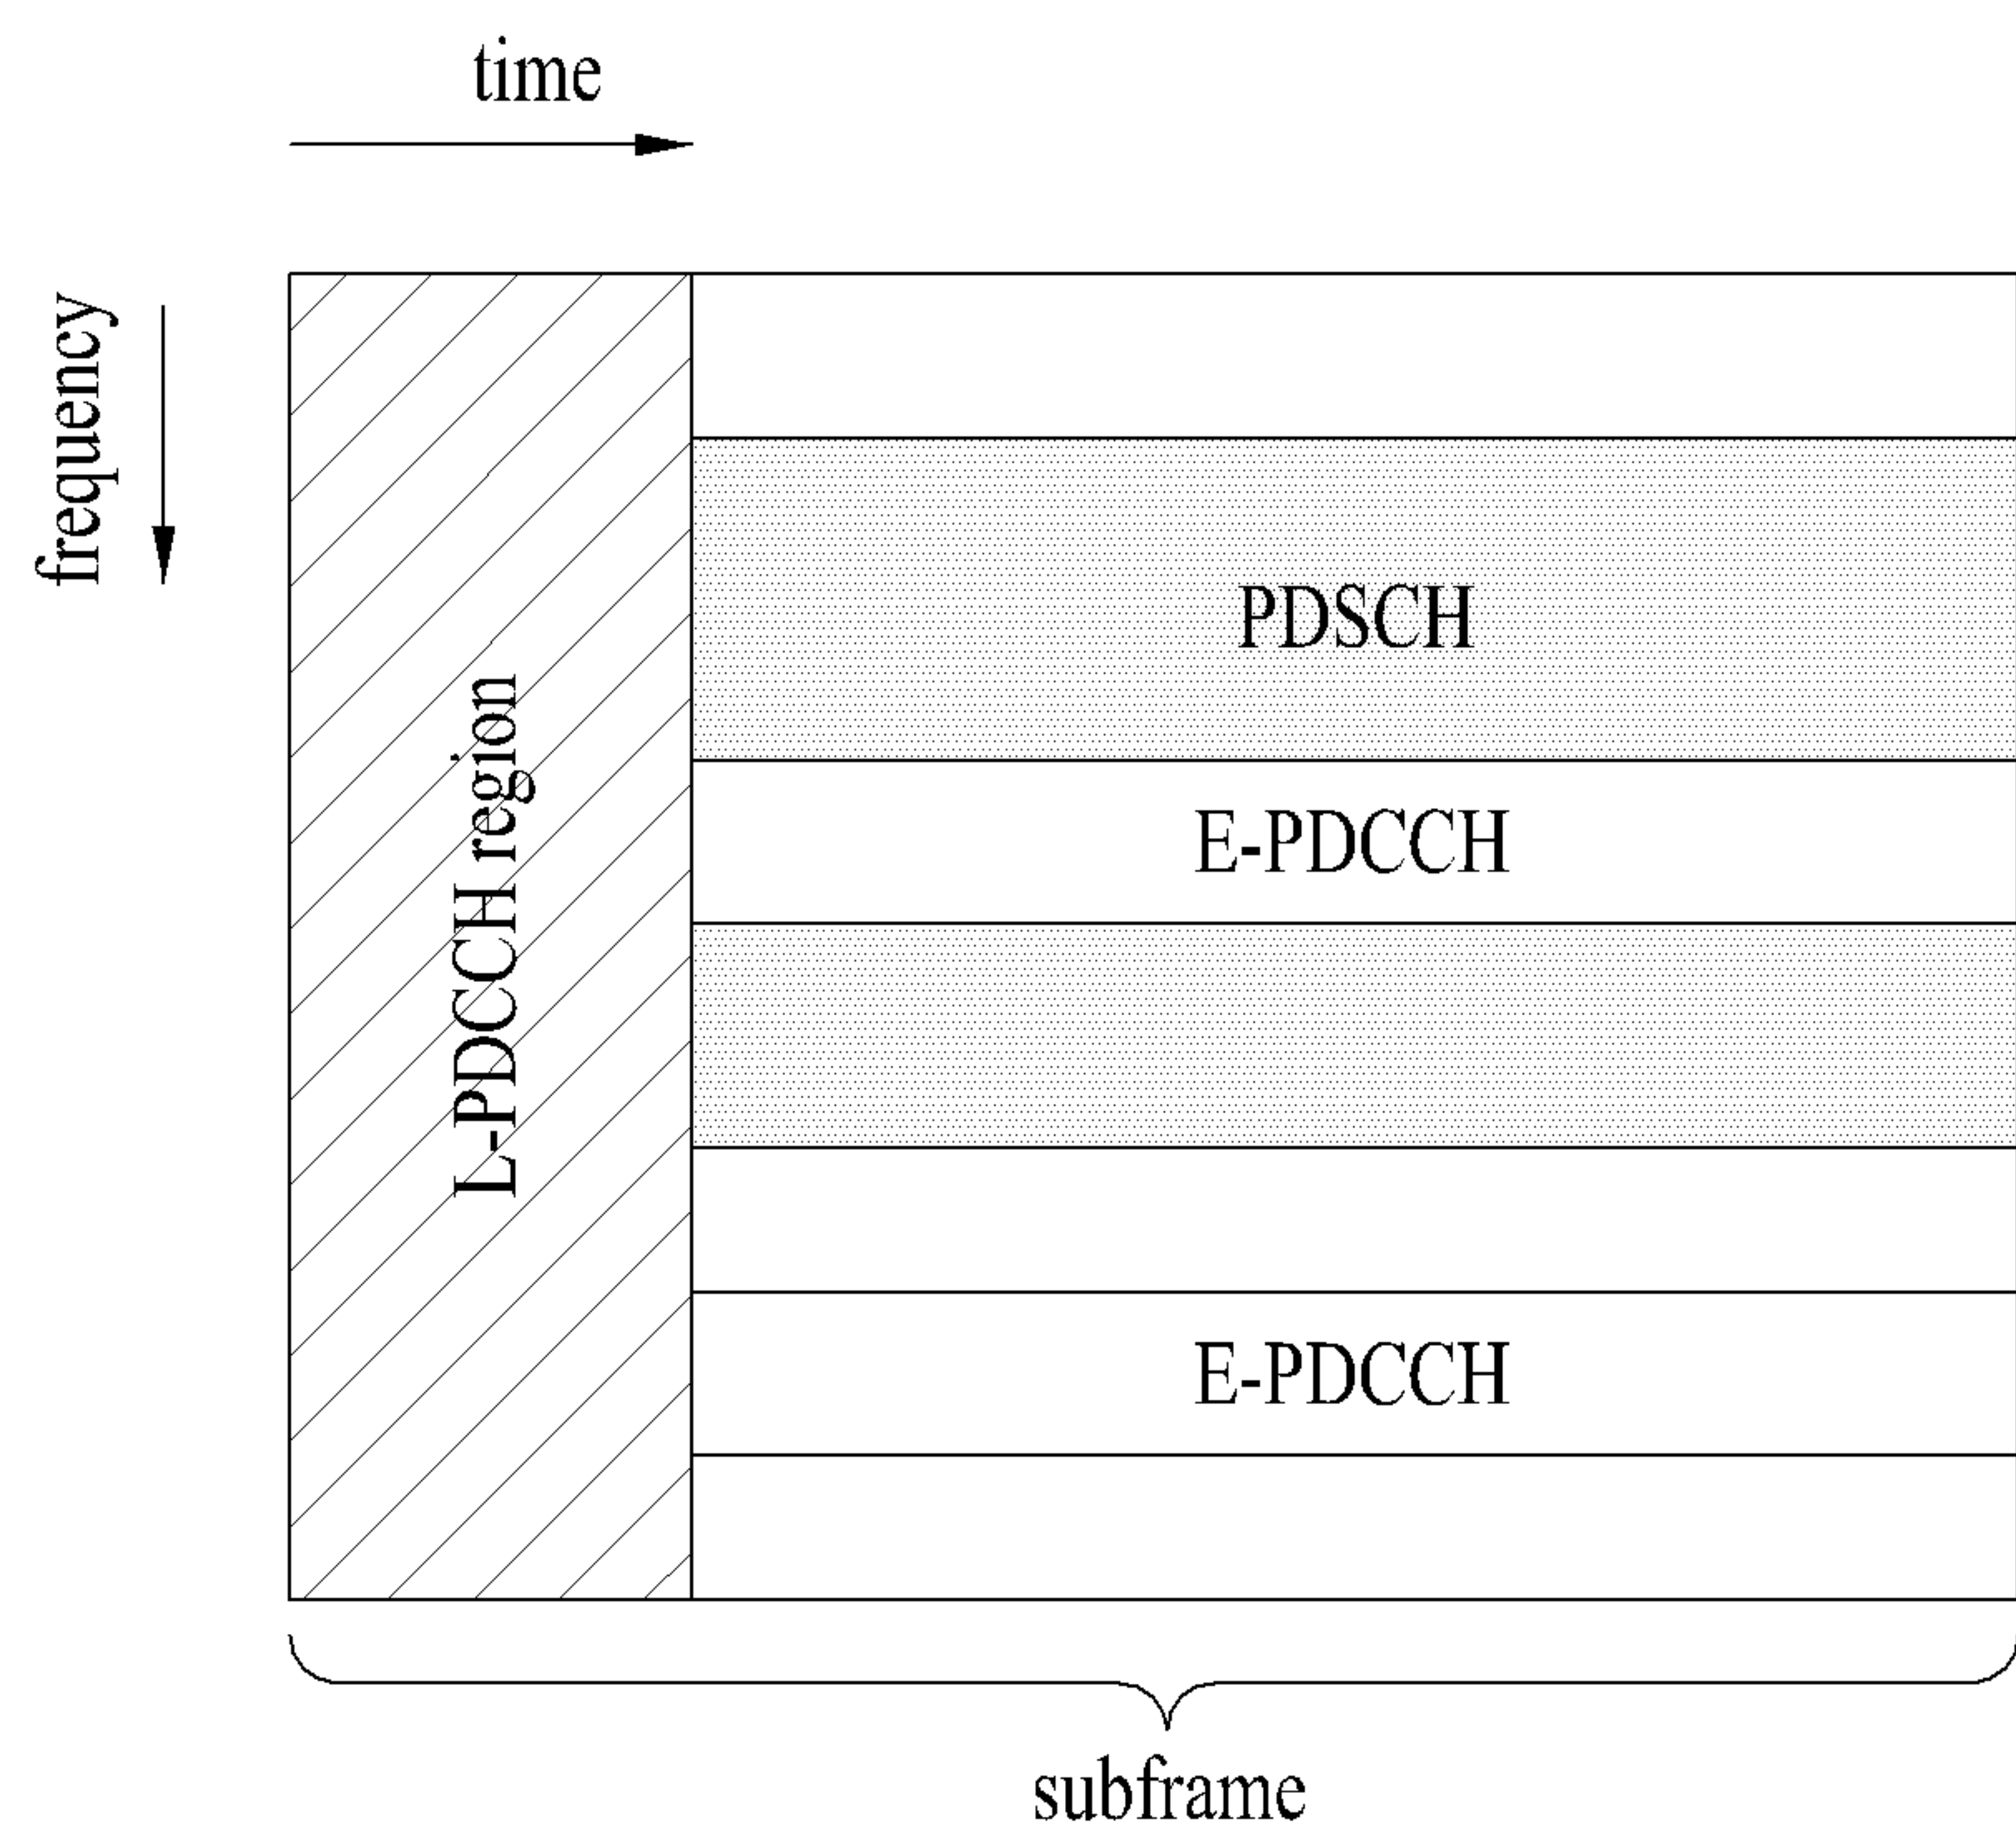 time
frequency
PDSCH
L-PDCCH region
E-PDCCH
E-PDCCH
subframe